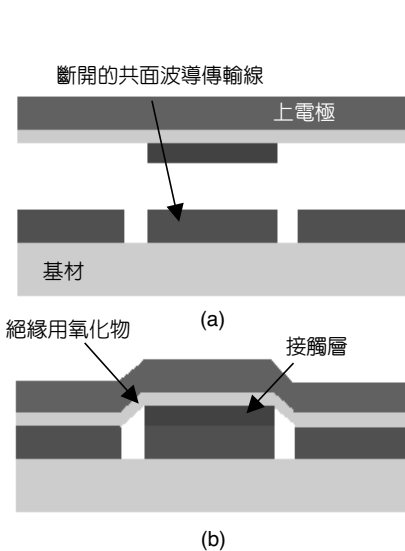 斷開的共面波導傳輸線
上電極
基材
(a)
絕緣用氧化物
接觸層
(b)